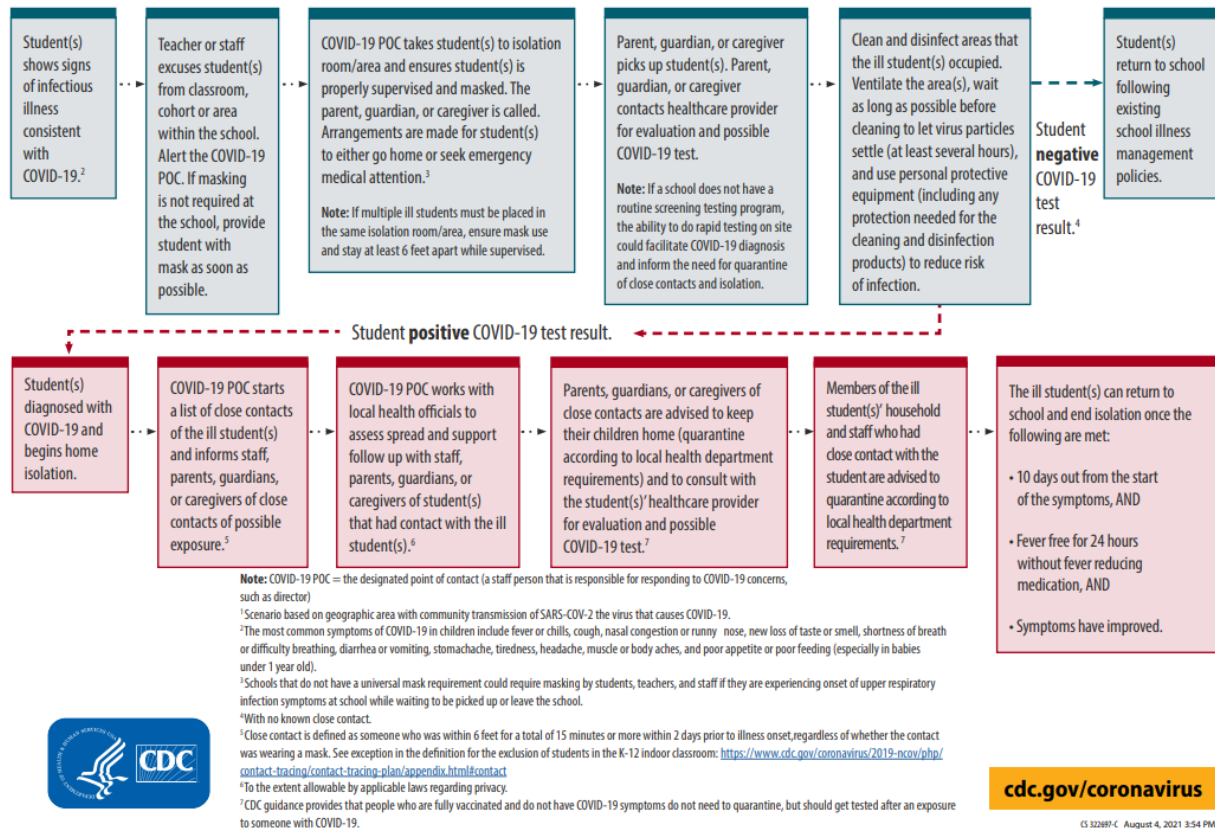 Student(s)
shows signs
of infectious
illness
consistent
with
COVID-19.2
Teacher or staff
excuses student(s)
from classroom,
cohort or area
within the school.
Alert the COVID-19
POC. If masking
is not required at
the school, provide
student with
mask as soon as
possible.
COVID-19 POC takes student(s) to isolation
room/area and ensures student(s) is
properly supervised and masked. The
parent, guardian, or caregiver is called.
Arrangements are made for student(s)
to either go home or seek emergency
medical attention.3
Note: If multiple ill students must be placed in
the same isolation room/area, ensure mask use
and stay at least 6 feet apart while supervised.
Parent, guardian, or caregiver
picks up student(s). Parent,
guardian, or caregiver
contacts healthcare provider
for evaluation and possible
COVID-19 test.
Note: If a school does not have a
routine screening testing program,
the ability to do rapid testing on site
could facilitate COVID-19 diagnosis
and inform the need for quarantine
of close contacts and isolation.
Clean and disinfect areas that
the ill student(s) occupied.
Ventilate the area(s), wait
as long as possible before
cleaning to let virus particles
settle (at least several hours),
and use personal protective
equipment (including any
protection needed for the
cleaning and disinfection
products) to reduce risk
of infection.
Student
negative
COVID-19
test
result.4
Student(s)
return to school
following
existing
school illness
management
policies.
Student positive COVID-19 test result.
Student(s)
diagnosed with
COVID-19 and
begins home
isolation.
COVID-19 POC starts
a list of close contacts
of the ill student(s)
and informs staff,
parents, guardians,
or caregivers of close
contacts of possible
exposure.5
COVID-19 POC works with
local health officials to
assess spread and support
follow up with staff,
parents, guardians, or
caregivers of student(s)
that had contact with the ill
student(s).6
Parents, guardians, or caregivers of
close contacts are advised to keep
their children home (quarantine
according to local health department
requirements) and to consult with
the student(s)' healthcare provider
for evaluation and possible
COVID-19 test.7
Members of the ill
student(s)' household
and staff who had
close contact with the
student are advised to
quarantine according to
local health department
requirements. 7
The ill student(s) can return to
school and end isolation once the
following are met:
• 10 days out from the start
of the symptoms, AND
• Fever free for 24 hours
without fever reducing
medication, AND
• Symptoms have improved.
Note: COVID-19 POC = the designated point of contact (a staff person that is responsible for responding to COVID-19 concerns,
such as director)
1Scenario based on geographic area with community transmission of SARS-COV-2 the virus that causes COVID-19.
2The most common symptoms of COVID-19 in children include fever or chills, cough, nasal congestion or runny nose, new loss of taste or smell, shortness of breath
or difficulty breathing, diarrhea or vomiting, stomachache, tiredness, headache, muscle or body aches, and poor appetite or poor feeding (especially in babies
under 1 year old).
3Schools that do not have a universal mask requirement could require masking by students, teachers, and staff if they are experiencing onset of upper respiratory
infection symptoms at school while waiting to be picked up or leave the school.
4With no known close contact.
5Close contact is defined as someone who was within 6 feet for a total of 15 minutes or more within 2 days prior to illness onset,regardless of whether the contact
was wearing a mask. See exception in the definition for the exclusion of students in the K-12 indoor classroom: https://www.cdc.gov/coronavirus/2019-ncov/php/
contact-tracing/contact-tracing-plan/appendix.html#contact
6To the extent allowable by applicable laws regarding privacy.
7CDC guidance provides that people who are fully vaccinated and do not have COVID-19 symptoms do not need to quarantine, but should get tested after an exposure
to someone with COVID-19.
DEPARTMENT OF HEALTH & HUMAN SERVICES USA
CDC
cdc.gov/coronavirus
CS 322697-C August 4, 2021 3:54 PM